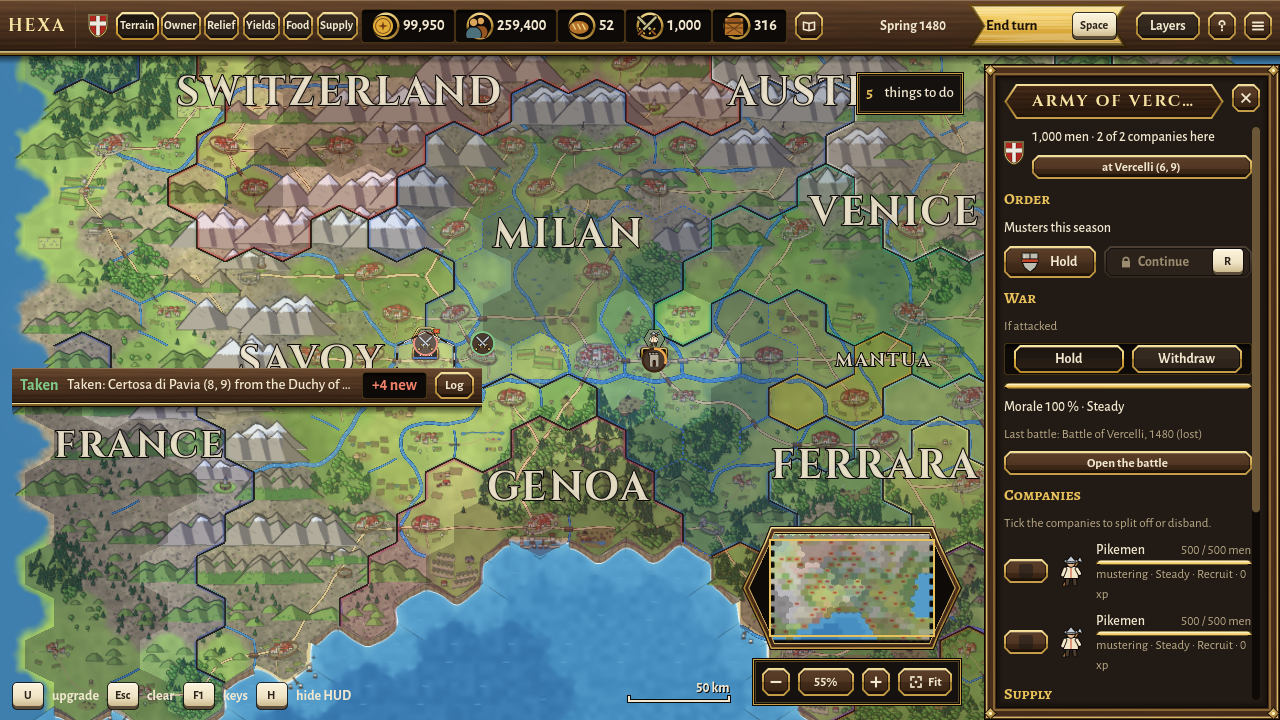 HEXA
Terrain
Owner
Relief
Yields
Food
Supply
99,950
259,400
52
1,000
316
Spring 1480
End turn
Space
Layers
?
SWITZERLAND
AUSTI
5 things to do
MILAN
VENICE
SAVOY
MANTUA
FRANCE
GENOA
FERRARA
Taken Taken: Certosa di Pavia (8, 9) from the Duchy of ... +4 new Log
ARMY OF VERC...
1,000 men · 2 of 2 companies here
at Vercelli (6, 9)
ORDER
Musters this season
Hold
Continue R
WAR
If attacked
Hold
Withdraw
Morale 100 % · Steady
Last battle: Battle of Vercelli, 1480 (lost)
Open the battle
COMPANIES
Tick the companies to split off or disband.
Pikemen 500 / 500 men
mustering · Steady · Recruit · 0
xp
Pikemen 500 / 500 men
mustering · Steady · Recruit · 0
xp
SUPPLY
U upgrade Esc clear F1 keys H hide HUD
50 km
55%
Fit